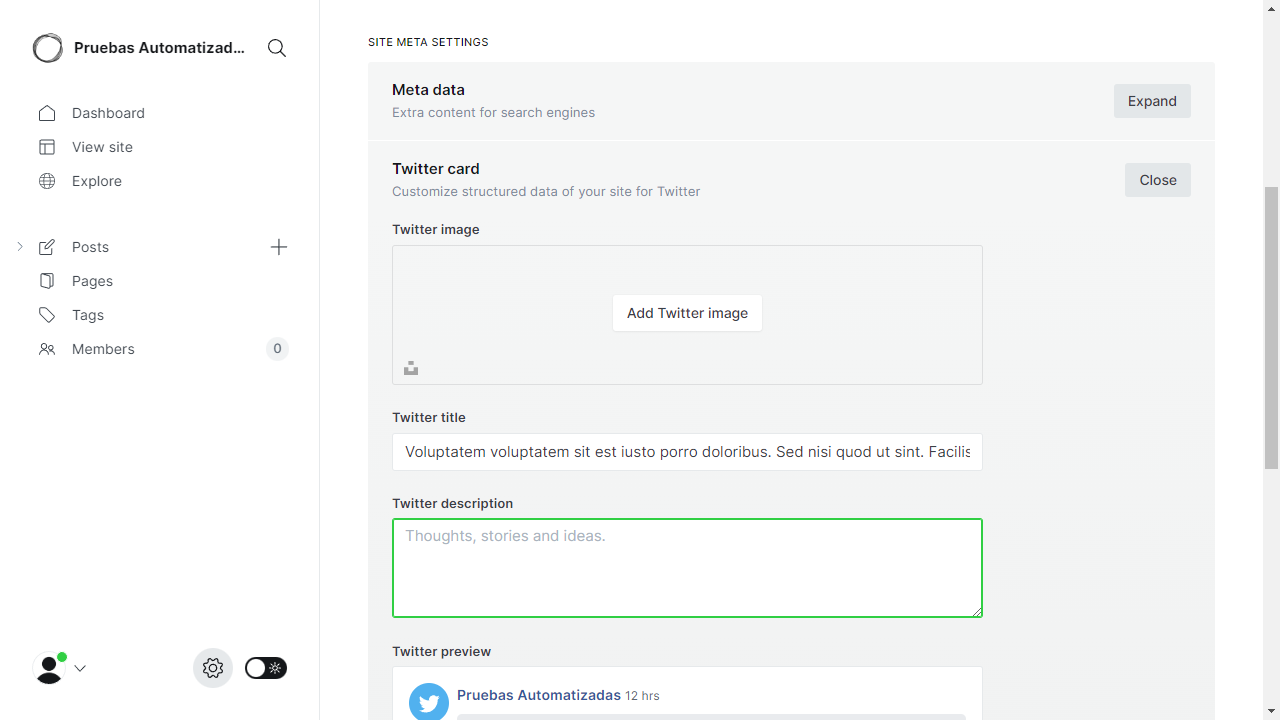 Pruebas Automatizad...
Dashboard
View site
Explore
Posts
Pages
Tags
Members 0
SITE META SETTINGS
Meta data
Extra content for search engines
Expand
Twitter card
Customize structured data of your site for Twitter
Close
Twitter image
Add Twitter image
Twitter title
Voluptatem voluptatem sit est iusto porro doloribus. Sed nisi quod ut sint. Facilis
Twitter description
Thoughts, stories and ideas.
Twitter preview
Pruebas Automatizadas 12 hrs